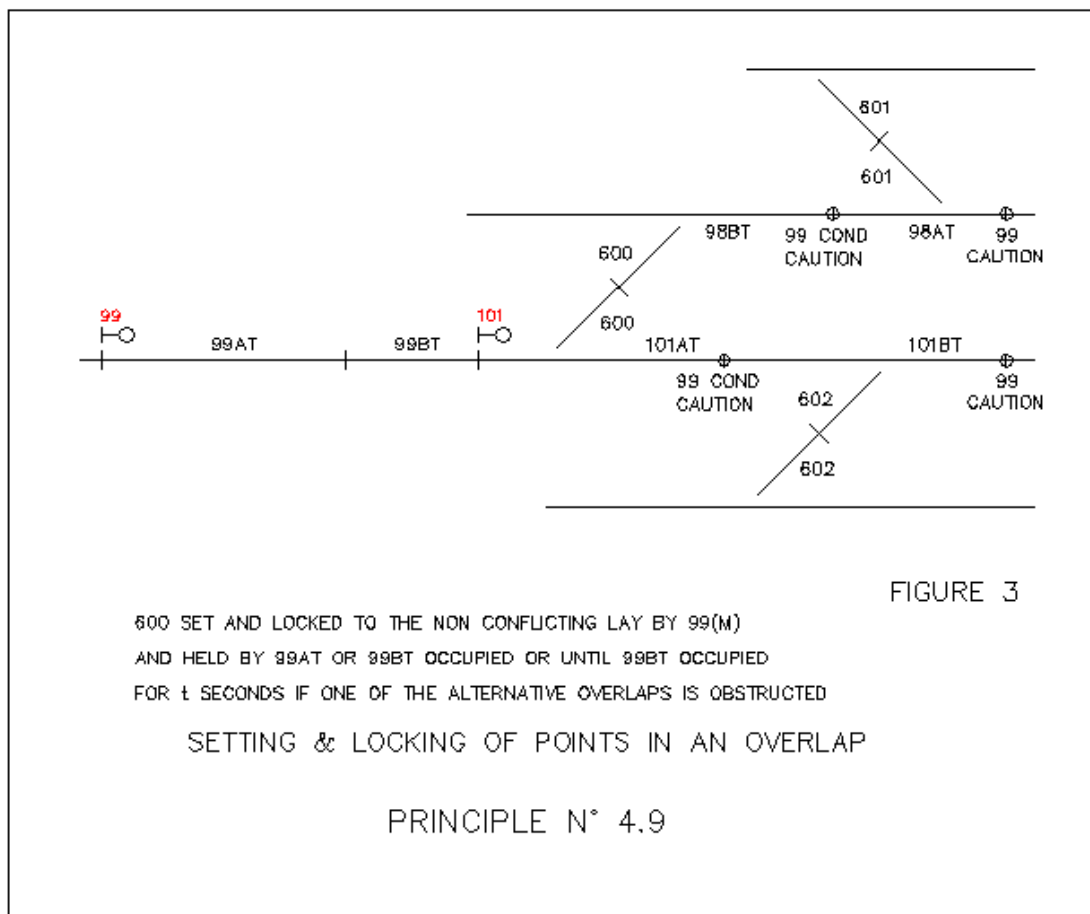 601
601
600
98BT
99 COND
CAUTION
98AT
99
CAUTION
99
101
600
99AT
99BT
101AT
101BT
99 COND
CAUTION
602
99
CAUTION
602
FIGURE 3
600 SET AND LOCKED TO THE NON CONFLICTING LAY BY 99(M)
AND HELD BY 99AT OR 99BT OCCUPIED OR UNTIL 99BT OCCUPIED
FOR t SECONDS IF ONE OF THE ALTERNATIVE OVERLAPS IS OBSTRUCTED
SETTING & LOCKING OF POINTS IN AN OVERLAP
PRINCIPLE N° 4.9